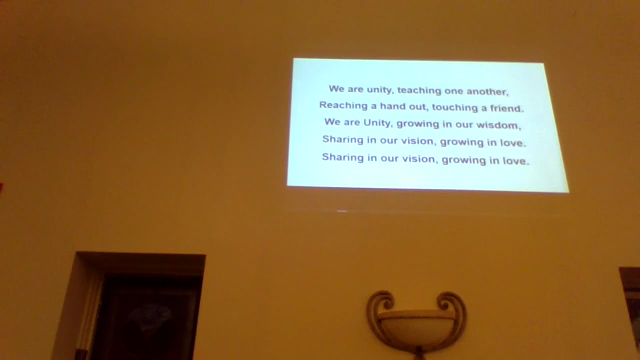 We are unity, teaching one another,
Reaching a hand out, touching a friend.
We are Unity, growing in our wisdom,
Sharing in our vision, growing in love.
Sharing in our vision, growing in love.